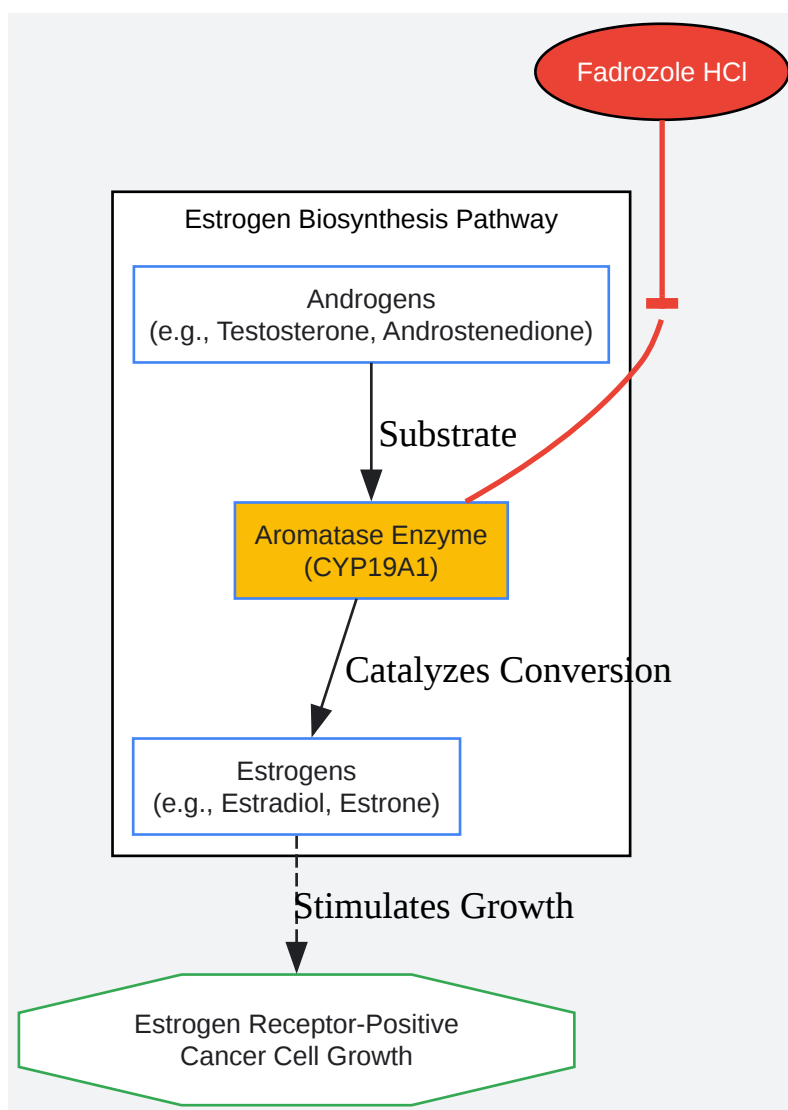 Fadrozole HCl
Estrogen Biosynthesis Pathway
Androgens
(e.g., Testosterone, Androstenedione)
Substrate
Aromatase Enzyme
(CYP19A1)
Catalyzes Conversion
Estrogens
(e.g., Estradiol, Estrone)
Stimulates Growth
Estrogen Receptor-Positive
Cancer Cell Growth